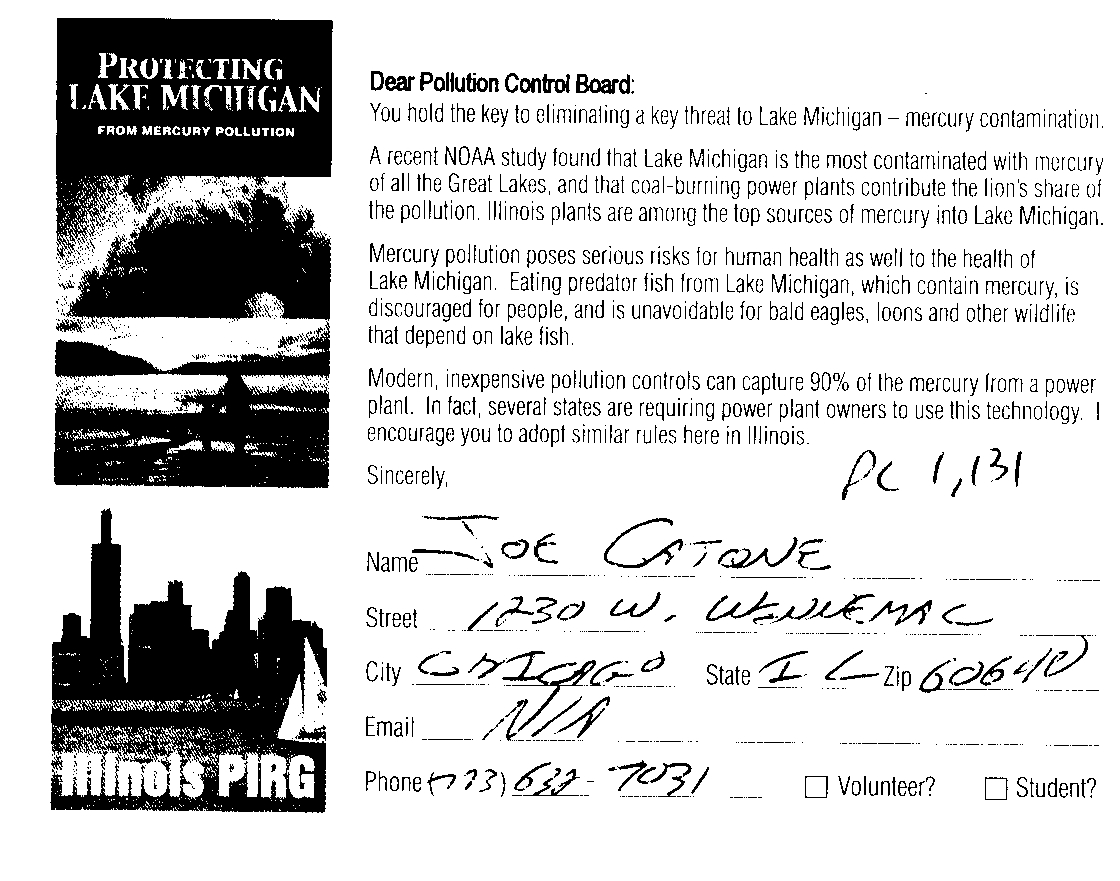 PROTECTING
LAKE MICHIGAN
FROM MERCURY POLLUTION
Illinois PIRG
Dear Pollution Control Board:
You hold the key to eliminating a key threat to Lake Michigan – mercury contamination.
A recent NOAA study found that Lake Michigan is the most contaminated with mercury
of all the Great Lakes, and that coal-burning power plants contribute the lion's share of
the pollution. Illinois plants are among the top sources of mercury into Lake Michigan.
Mercury pollution poses serious risks for human health as well to the health of
Lake Michigan. Eating predator fish from Lake Michigan, which contain mercury, is
discouraged for people, and is unavoidable for bald eagles, loons and other wildlife
that depend on lake fish.
Modern, inexpensive pollution controls can capture 90% of the mercury from a power
plant. In fact, several states are requiring power plant owners to use this technology. I
encourage you to adopt similar rules here in Illinois.
Sincerely,
PC 1,131
Name JOE CATONE
Street 1230 W. WINNEMAC
City CHICAGO State IL Zip 60640
Email N/A
Phone (773) 632-7031 Volunteer? Student?